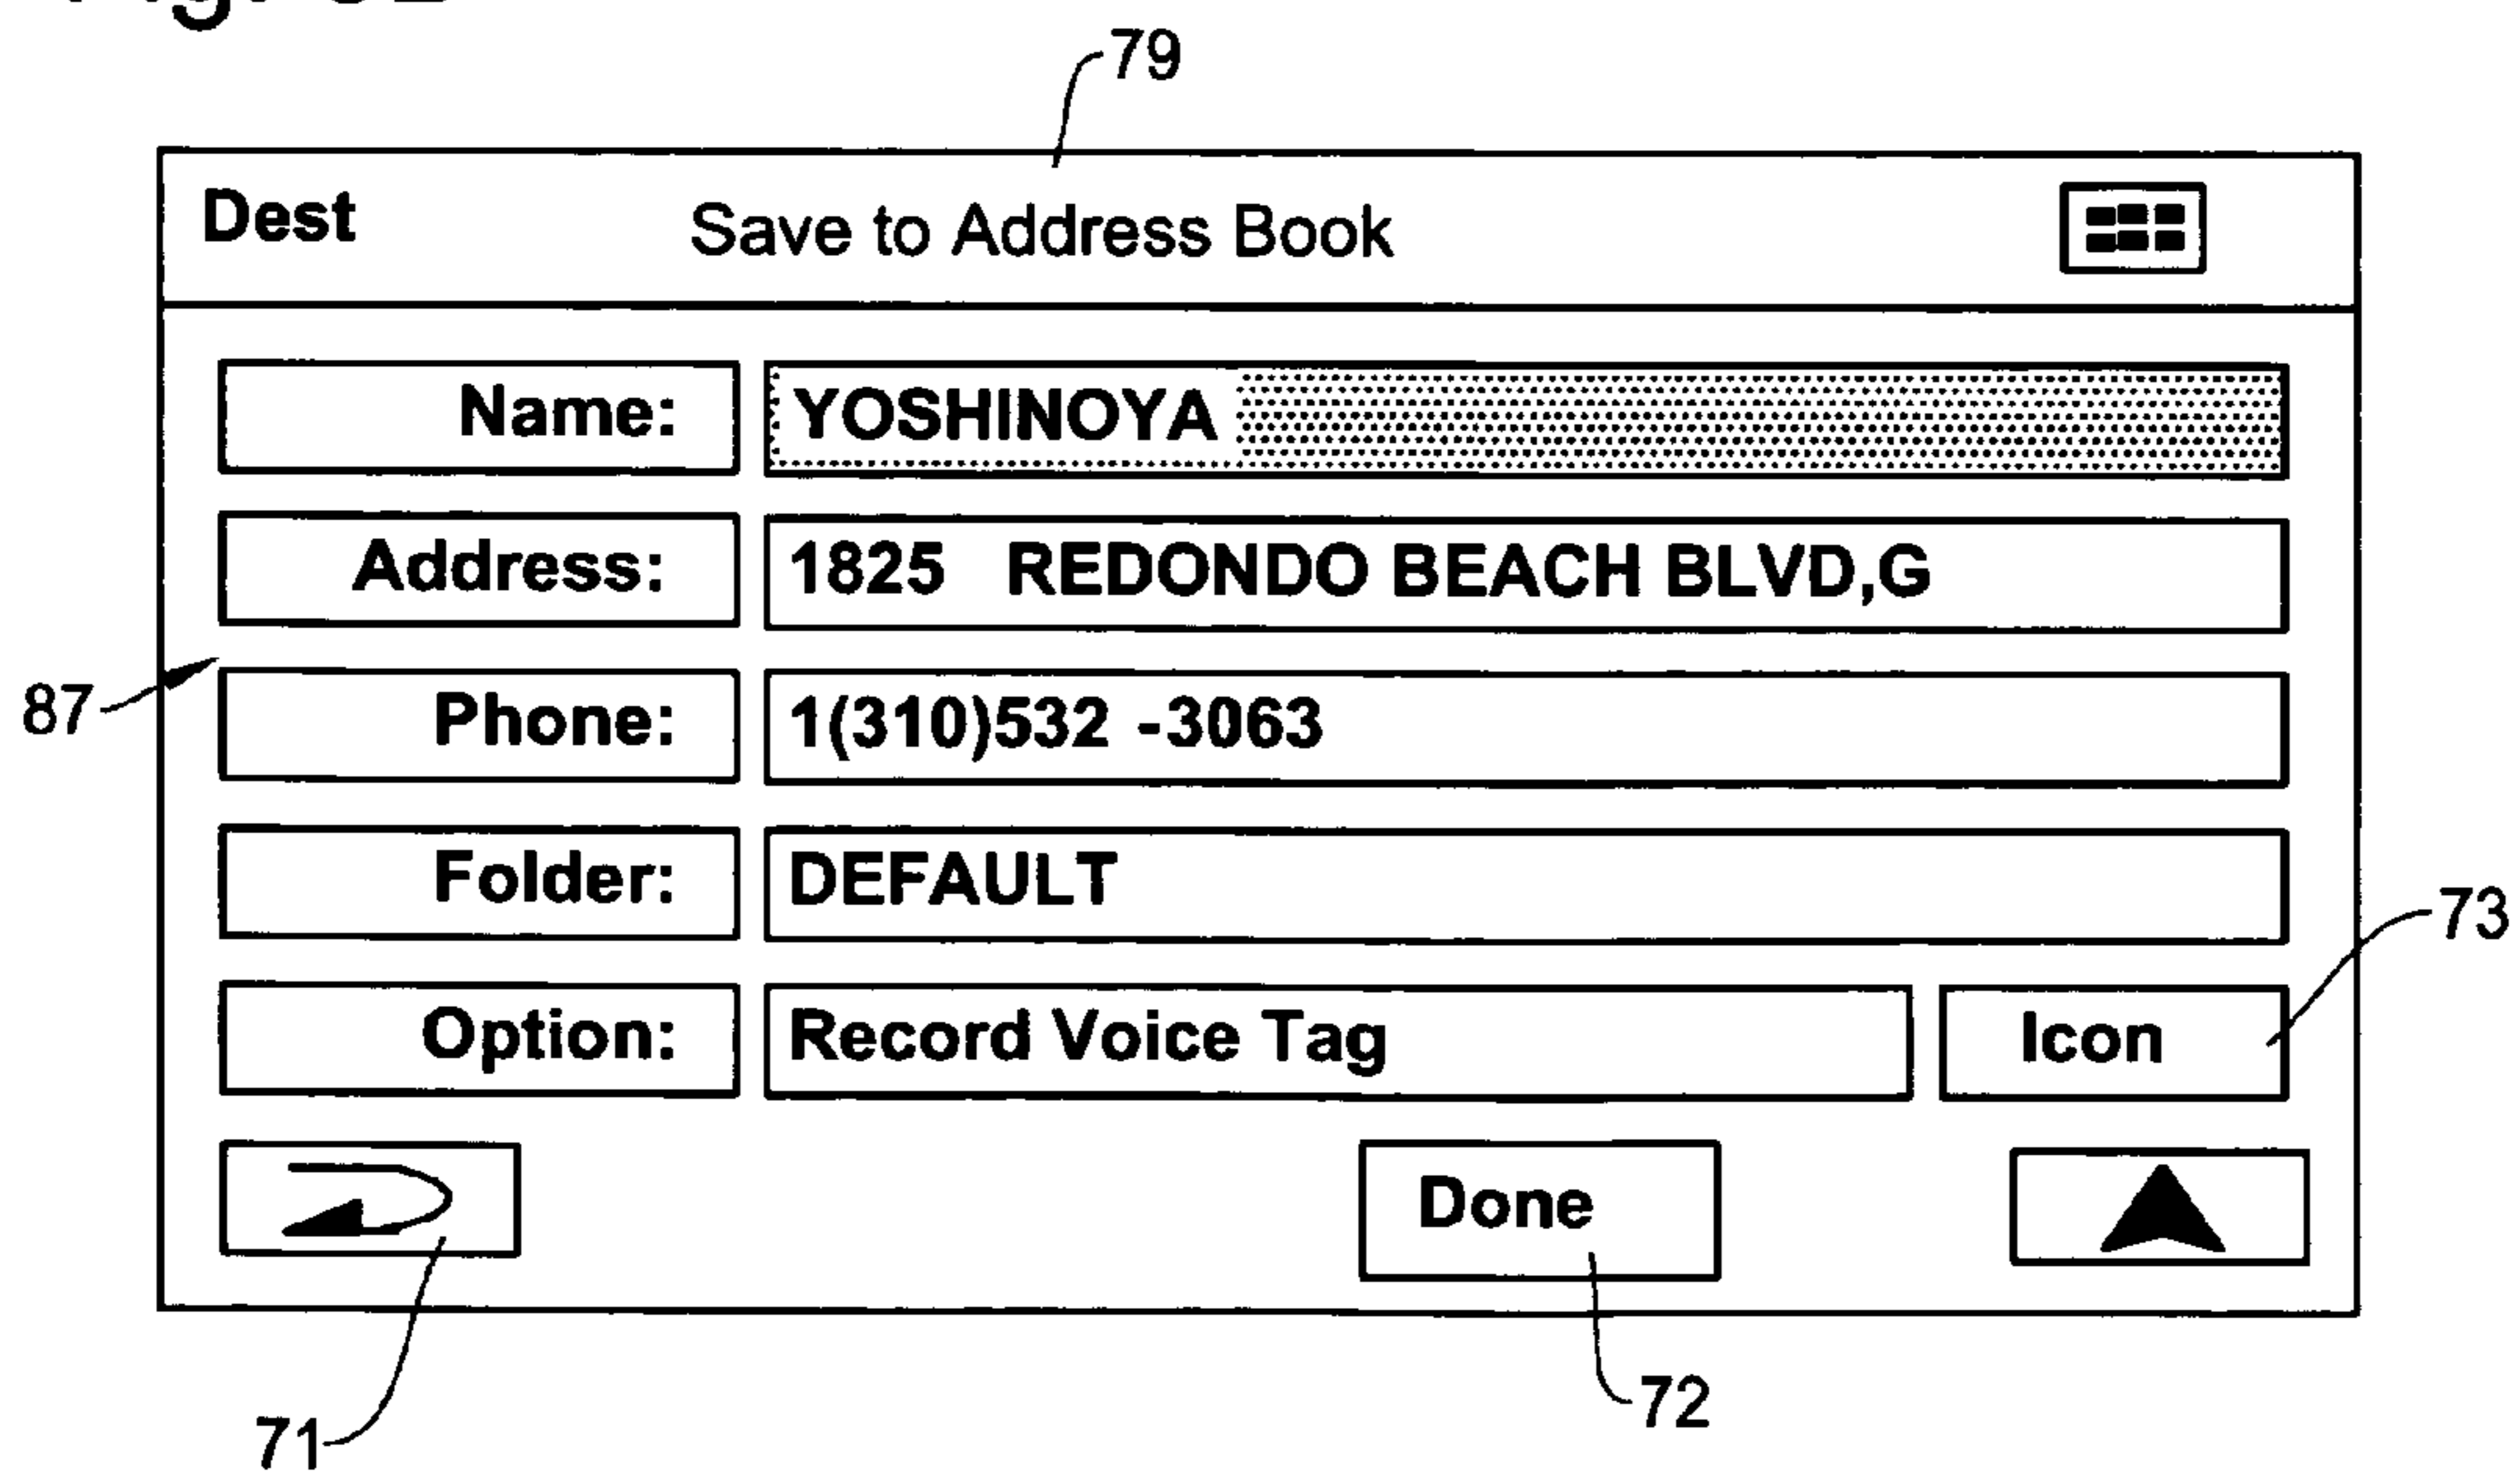 79
Dest Save to Address Book
Name: YOSHINOYA
Address: 1825 REDONDO BEACH BLVD,G
87
Phone: 1(310)532 -3063
Folder: DEFAULT
73
Option: Record Voice Tag Icon
Done
72
71